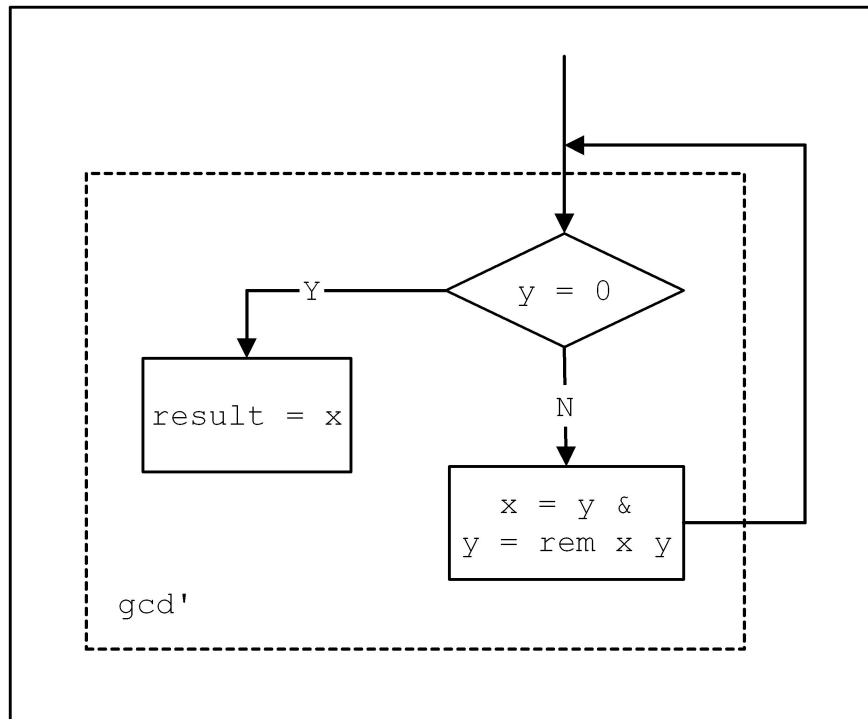 y = 0
Y
result = x
N
x = y &
y = rem x y
gcd'